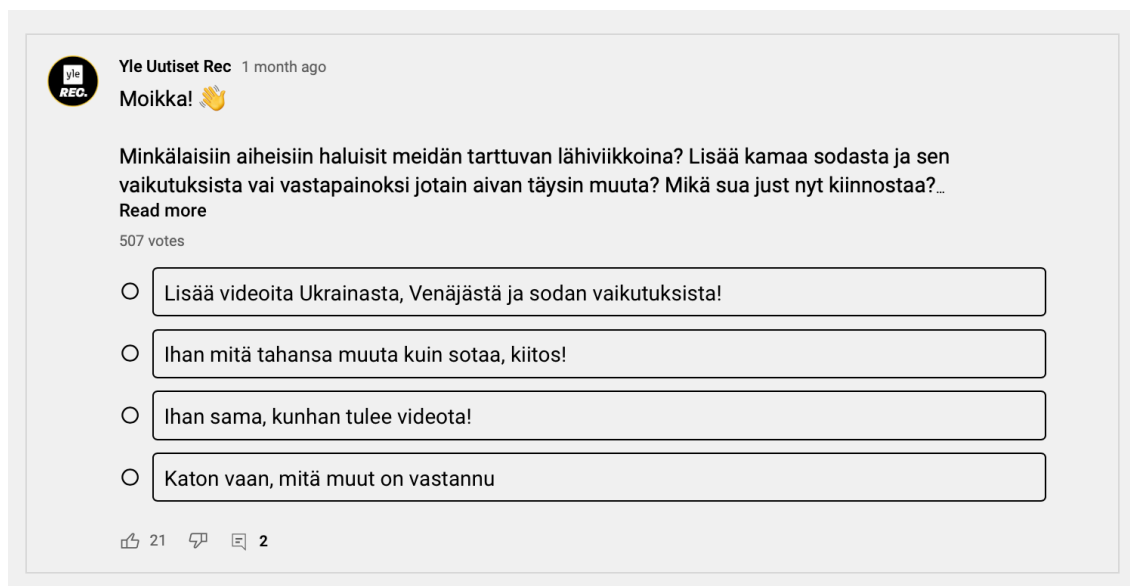 yle
REC.
Yle Uutiset Rec 1 month ago
Moikka! 👋
Minkälaisiin aiheisiin haluisit meidän tarttuvan lähiviikkoina? Lisää kamaa sodasta ja sen
vaikutuksista vai vastapainoksi jotain aivan täysin muuta? Mikä sua just nyt kiinnostaa?...
Read more
507 votes
Lisää videoita Ukrainasta, Venäjästä ja sodan vaikutuksista!
Ihan mitä tahansa muuta kuin sotaa, kiitos!
Ihan sama, kunhan tulee videota!
Katon vaan, mitä muut on vastannu
21 2